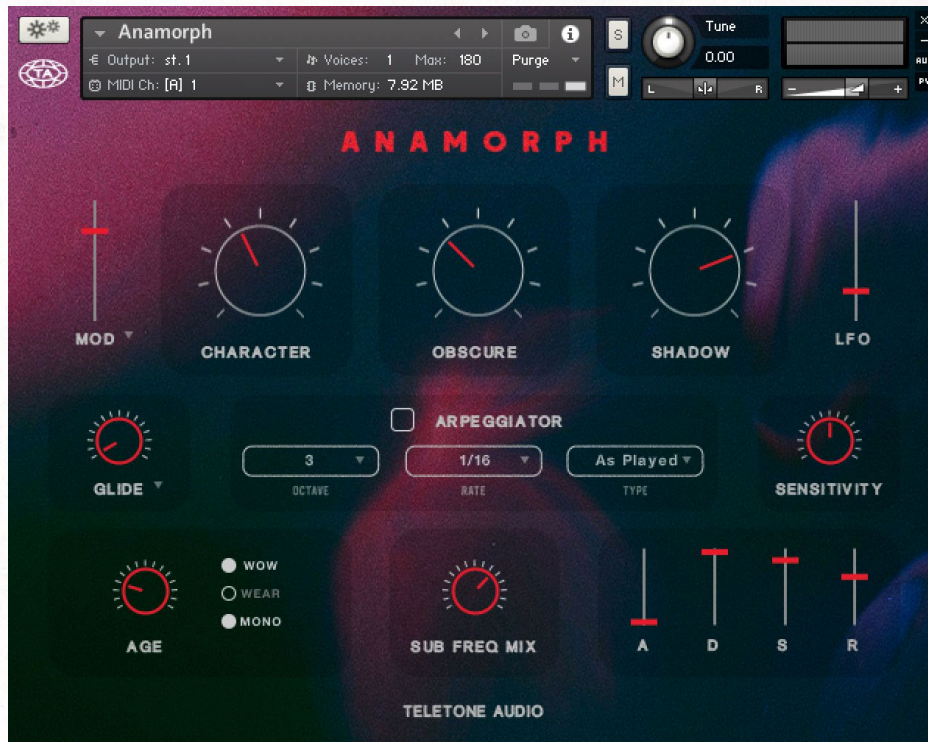 Anamorph
Output: st. 1
Voices: 1 Max: 180
Purge
MIDI Ch: [A] 1
Memory: 7.92 MB
S
M
Tune
0.00
L R
- +
TA
ANAMORPH
MOD
CHARACTER
OBSCURE
SHADOW
LFO
ARPEGGIATOR
3
1/16
As Played
OCTAVE
RATE
TYPE
GLIDE
SENSITIVITY
WOW
WEAR
MONO
AGE
SUB FREQ MIX
A D S R
TELETONE AUDIO